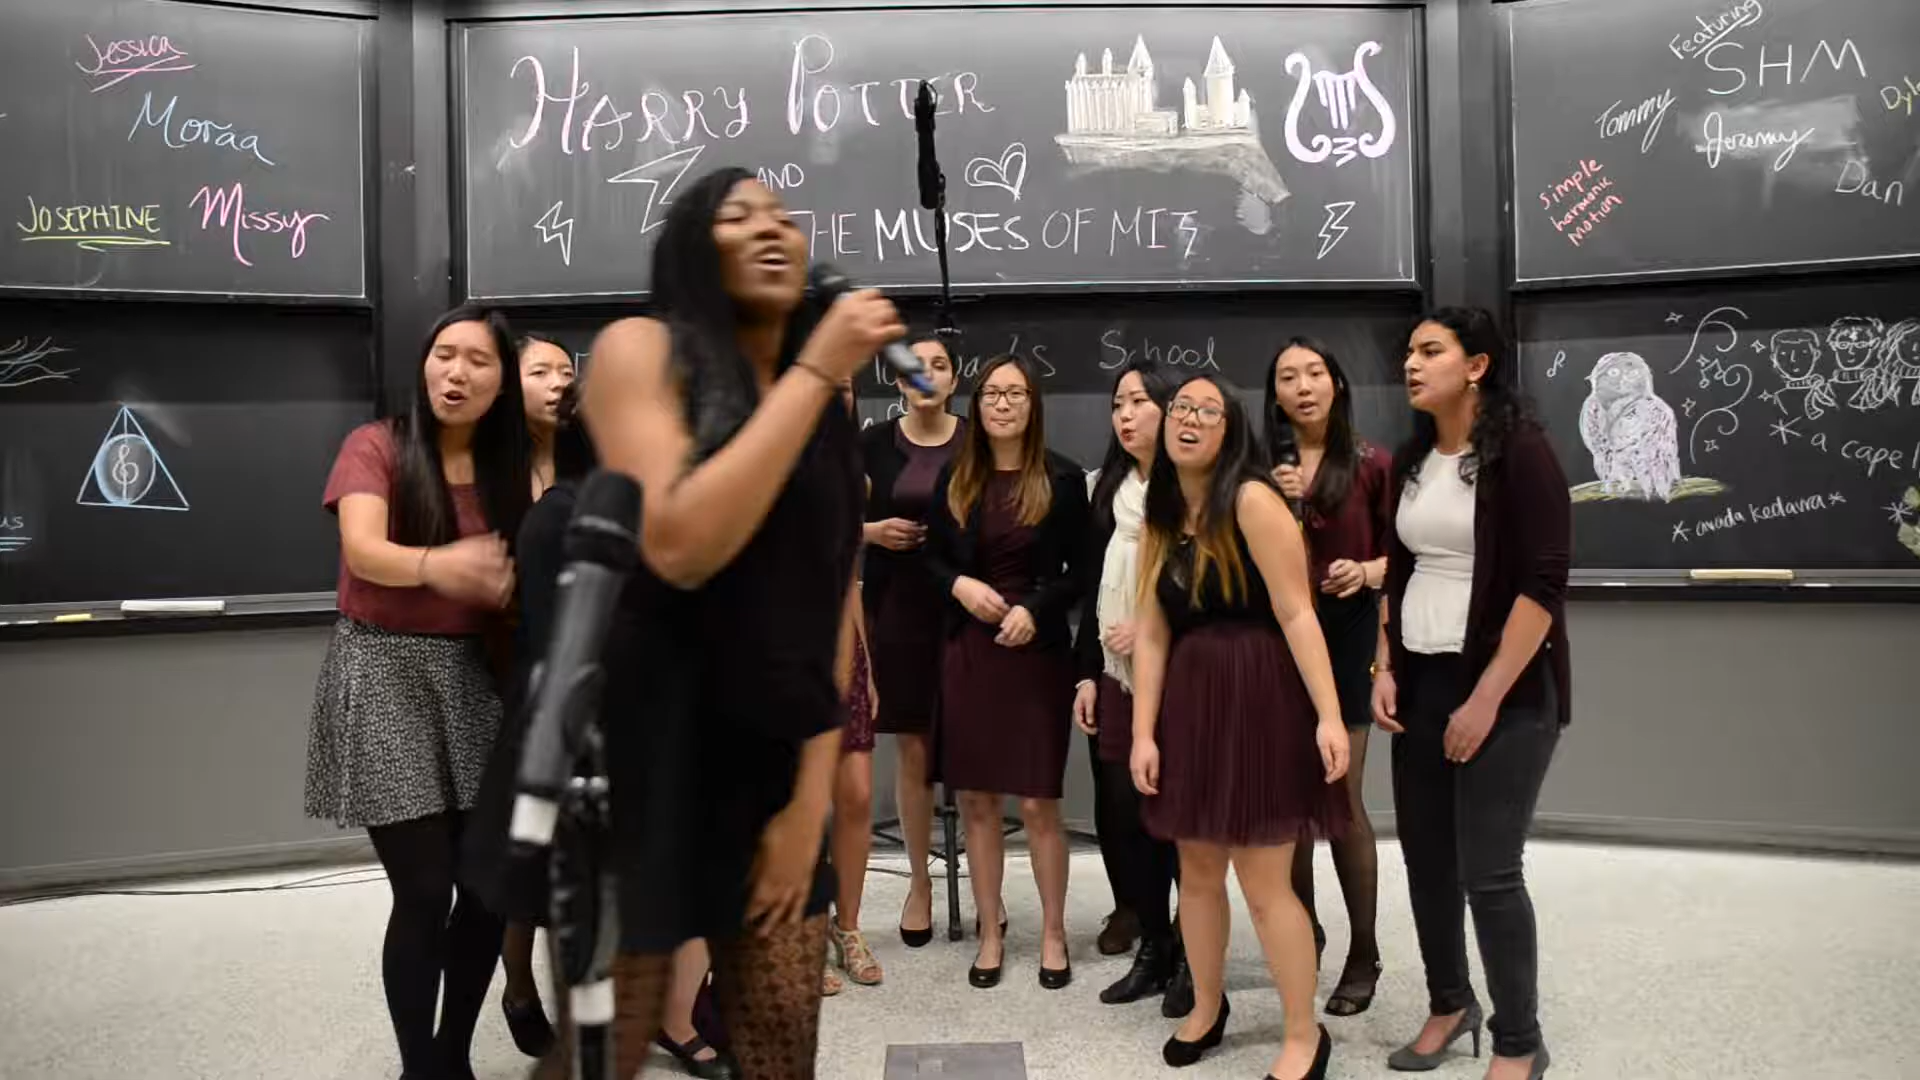 Jessica
Moraa
JOSEPHINE
Missy
HARRY POTTER
AND
THE MUSES OF MIT
School
Featuring
SHM
Tommy
Jeremy
Dan
simple
harmonic
motion
* a cape
* avada kedavra *